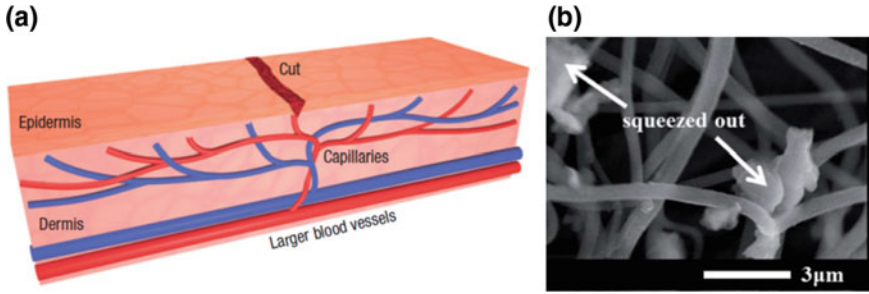 (a)
Cut
Epidermis
Capillaries
Dermis
Larger blood vessels
(b)
squeezed out
3μm